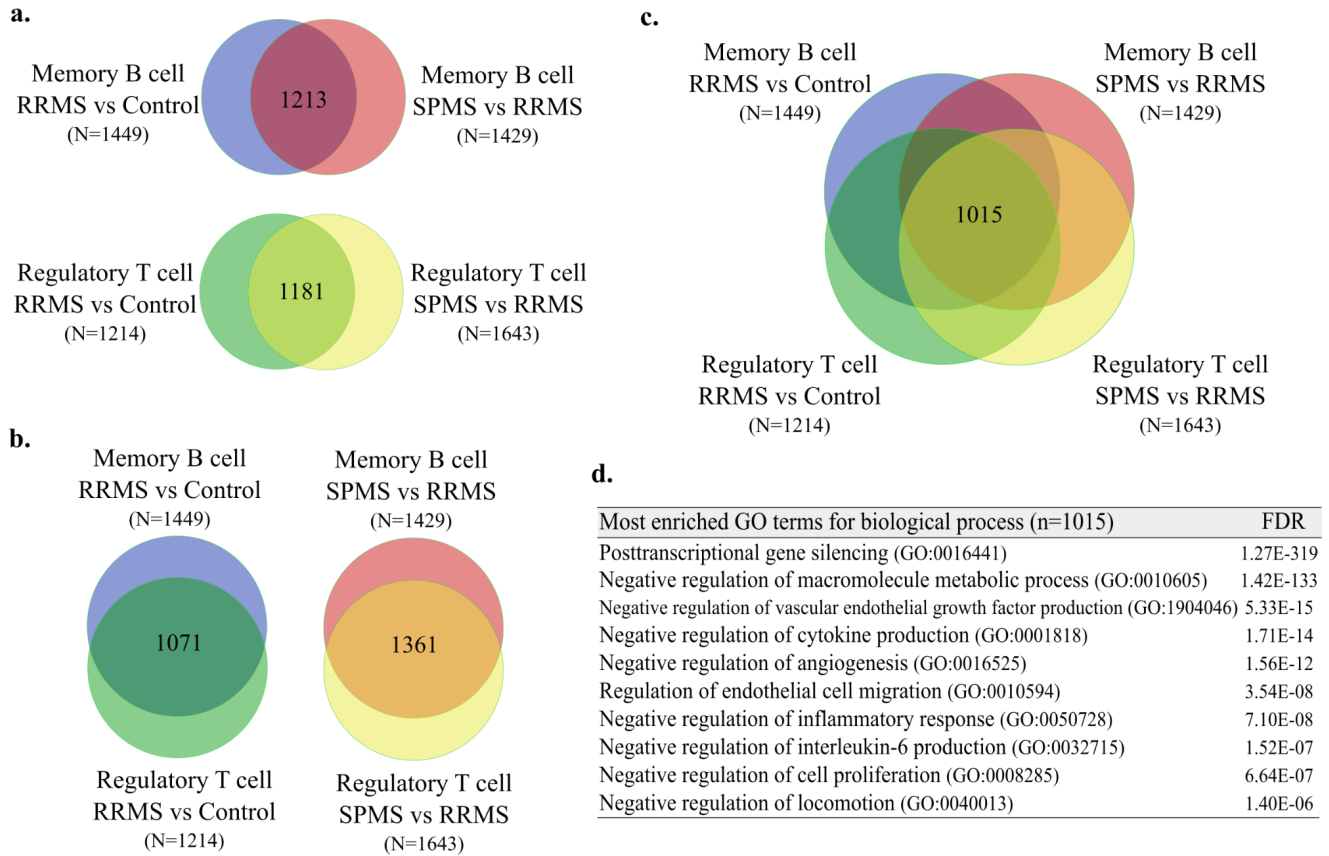 a.
Memory B cell
RRMS vs Control
(N=1449)
1213
Memory B cell
SPMS vs RRMS
(N=1429)
Regulatory T cell
RRMS vs Control
(N=1214)
1181
Regulatory T cell
SPMS vs RRMS
(N=1643)
b.
Memory B cell
RRMS vs Control
(N=1449)
1071
Regulatory T cell
RRMS vs Control
(N=1214)
Memory B cell
SPMS vs RRMS
(N=1429)
1361
Regulatory T cell
SPMS vs RRMS
(N=1643)
c.
Memory B cell
RRMS vs Control
(N=1449)
Memory B cell
SPMS vs RRMS
(N=1429)
1015
Regulatory T cell
RRMS vs Control
(N=1214)
Regulatory T cell
SPMS vs RRMS
(N=1643)
d.
Most enriched GO terms for biological process (n=1015) FDR
Posttranscriptional gene silencing (GO:0016441) 1.27E-319
Negative regulation of macromolecule metabolic process (GO:0010605) 1.42E-133
Negative regulation of vascular endothelial growth factor production (GO:1904046) 5.33E-15
Negative regulation of cytokine production (GO:0001818) 1.71E-14
Negative regulation of angiogenesis (GO:0016525) 1.56E-12
Regulation of endothelial cell migration (GO:0010594) 3.54E-08
Negative regulation of inflammatory response (GO:0050728) 7.10E-08
Negative regulation of interleukin-6 production (GO:0032715) 1.52E-07
Negative regulation of cell proliferation (GO:0008285) 6.64E-07
Negative regulation of locomotion (GO:0040013) 1.40E-06